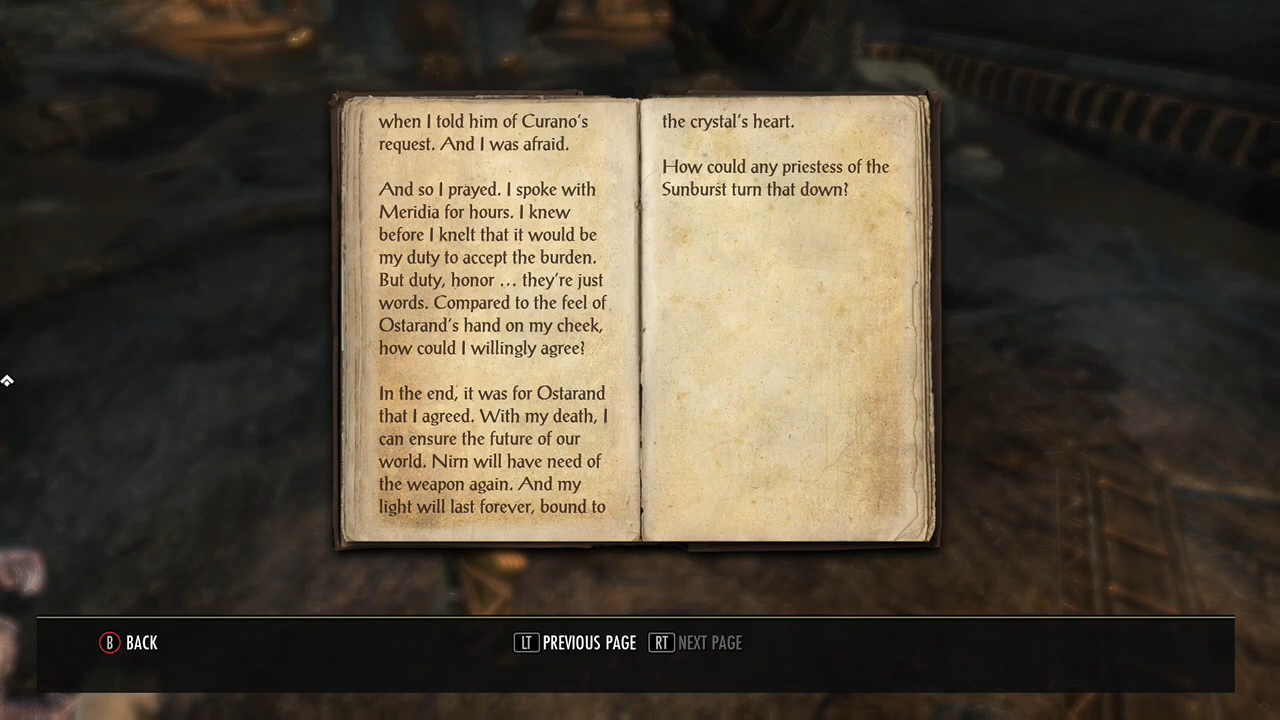 when I told him of Curano's
request. And I was afraid.
And so I prayed. I spoke with
Meridia for hours. I knew
before I knelt that it would be
my duty to accept the burden.
But duty, honor ... they're just
words. Compared to the feel of
Ostarand's hand on my cheek,
how could I willingly agree?
In the end, it was for Ostarand
that I agreed. With my death, I
can ensure the future of our
world. Nirn will have need of
the weapon again. And my
light will last forever, bound to
the crystal's heart.
How could any priestess of the
Sunburst turn that down?
B BACK
LT PREVIOUS PAGE RT NEXT PAGE